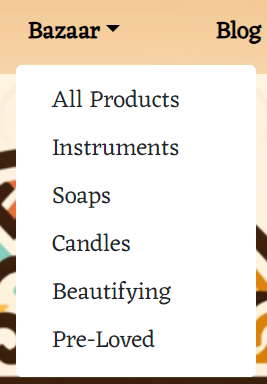 Bazaar Blog
All Products
Instruments
Soaps
Candles
Beautifying
Pre-Loved